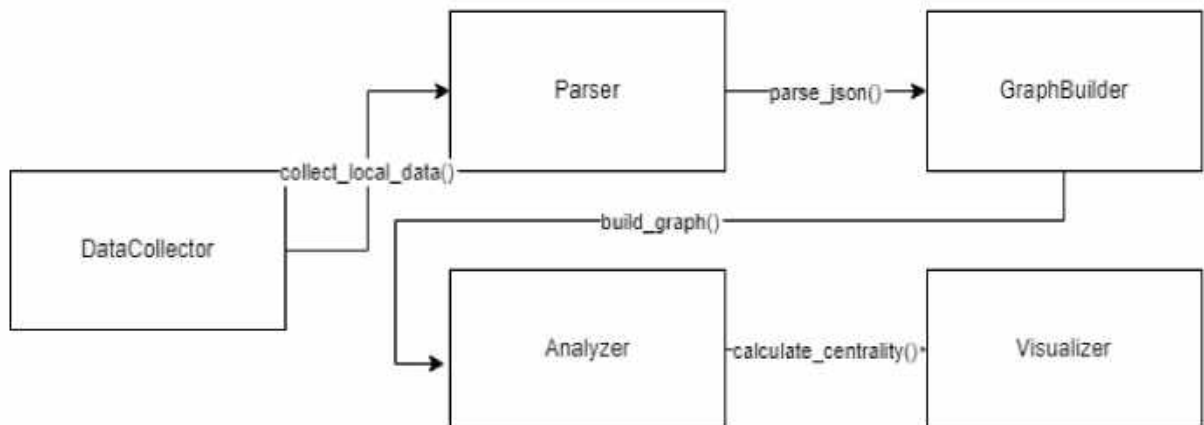 Parser
parse_json()
GraphBuilder
collect_local_data()
DataCollector
build_graph()
Analyzer
calculate_centrality()
Visualizer